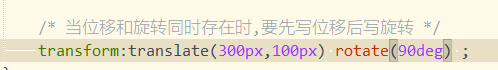 /* 当位移和旋转同时存在时,要先写位移后写旋转 */
transform:translate(300px,100px) rotate(90deg) ;